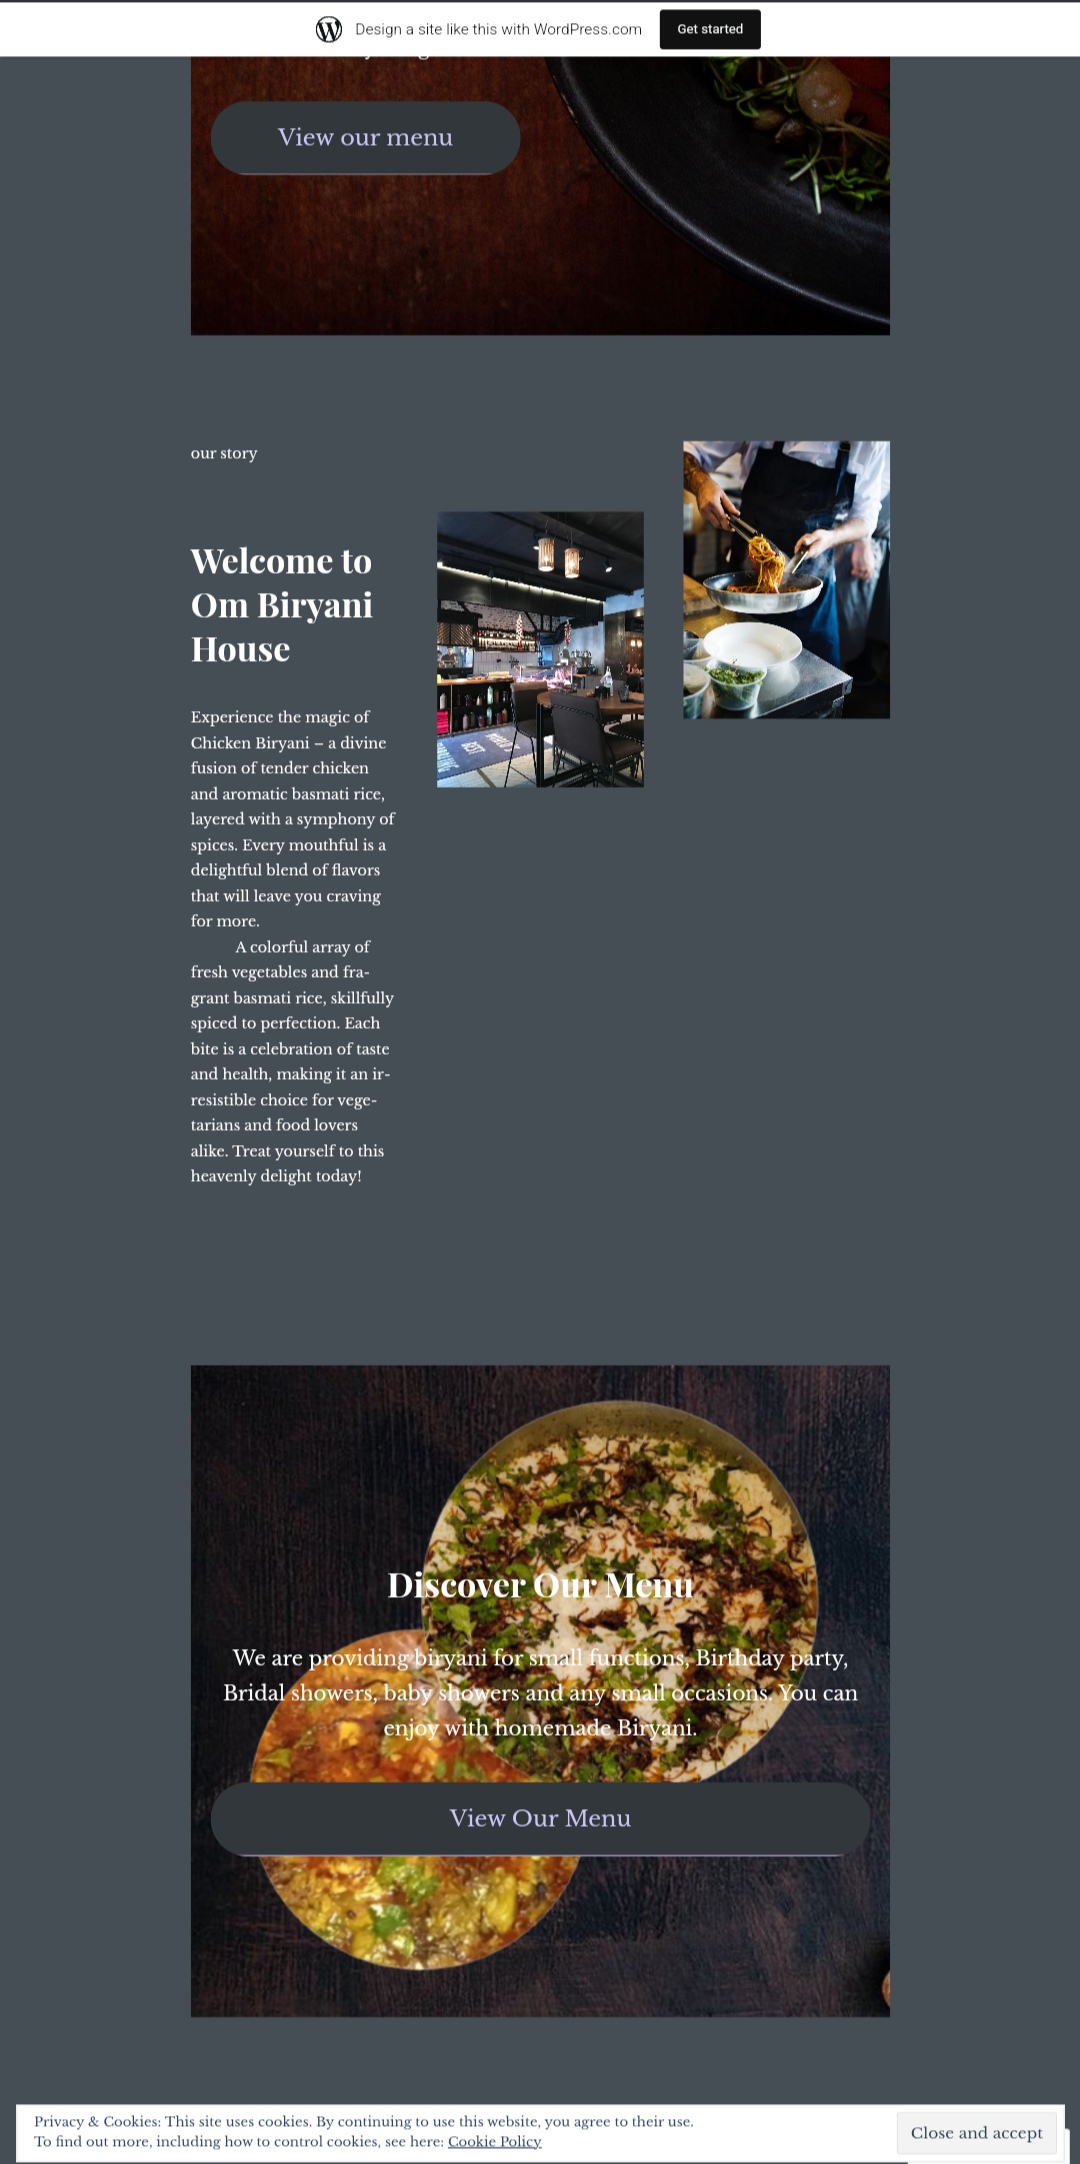 Design a site like this with WordPress.com
Get started
View our menu
our story
Welcome to
Om Biryani
House
Experience the magic of
Chicken Biryani – a divine
fusion of tender chicken
and aromatic basmati rice,
layered with a symphony of
spices. Every mouthful is a
delightful blend of flavors
that will leave you craving
for more.
A colorful array of
fresh vegetables and fra-
grant basmati rice, skillfully
spiced to perfection. Each
bite is a celebration of taste
and health, making it an ir-
resistible choice for vege-
tarians and food lovers
alike. Treat yourself to this
heavenly delight today!
Discover Our Menu
We are providing biryani for small functions, Birthday party,
Bridal showers, baby showers and any small occasions. You can
enjoy with homemade Biryani.
View Our Menu
Privacy & Cookies: This site uses cookies. By continuing to use this website, you agree to their use.
To find out more, including how to control cookies, see here: Cookie Policy
Close and accept